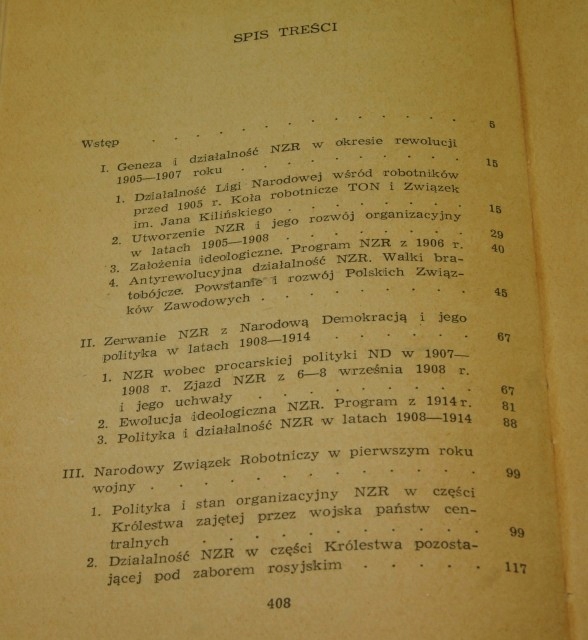 SPIS TREŚCI
Wstęp . . . . . . . . . . . . 5
I. Geneza i działalność NZR w okresie rewolucji
1905—1907 roku . . . . . . . . . 15
1. Działalność Ligi Narodowej wśród robotników
przed 1905 r. Koła robotnicze TON i Związek
im. Jana Kilińskiego . . . . . . . 15
2. Utworzenie NZR i jego rozwój organizacyjny
w latach 1905—1908 . . . . . . . 29
3. Założenia ideologiczne. Program NZR z 1906 r. 40
4. Antyrewolucyjna działalność NZR. Walki bra-
tobójcze. Powstanie i rozwój Polskich Związ-
ków Zawodowych . . . . . . . . 45
II. Zerwanie NZR z Narodową Demokracją i jego
polityka w latach 1908—1914 . . . . . 67
1. NZR wobec procarskiej polityki ND w 1907—
1908 r. Zjazd NZR z 6—8 września 1908 r.
i jego uchwały . . . . . . . . 67
2. Ewolucja ideologiczna NZR. Program z 1914 r. 81
3. Polityka i działalność NZR w latach 1908—1914 88
III. Narodowy Związek Robotniczy w pierwszym roku
wojny . . . . . . . . . . . 99
1. Polityka i stan organizacyjny NZR w części
Królestwa zajętej przez wojska państw cen-
tralnych . . . . . . . . . . 99
2. Działalność NZR w części Królestwa pozosta-
jącej pod zaborem rosyjskim . . . . . 117
408